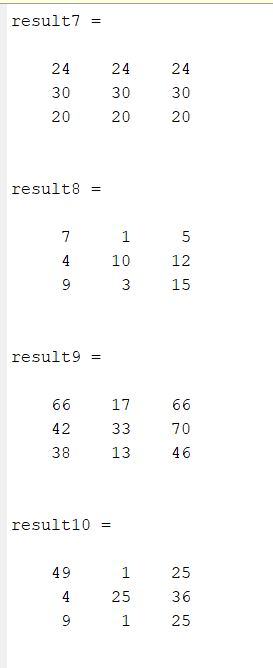 result7 =
24 24 24
30 30 30
20 20 20
result8 =
7 1 5
4 10 12
9 3 15
result9 =
66 17 66
42 33 70
38 13 46
result10 =
49 1 25
4 25 36
9 1 25